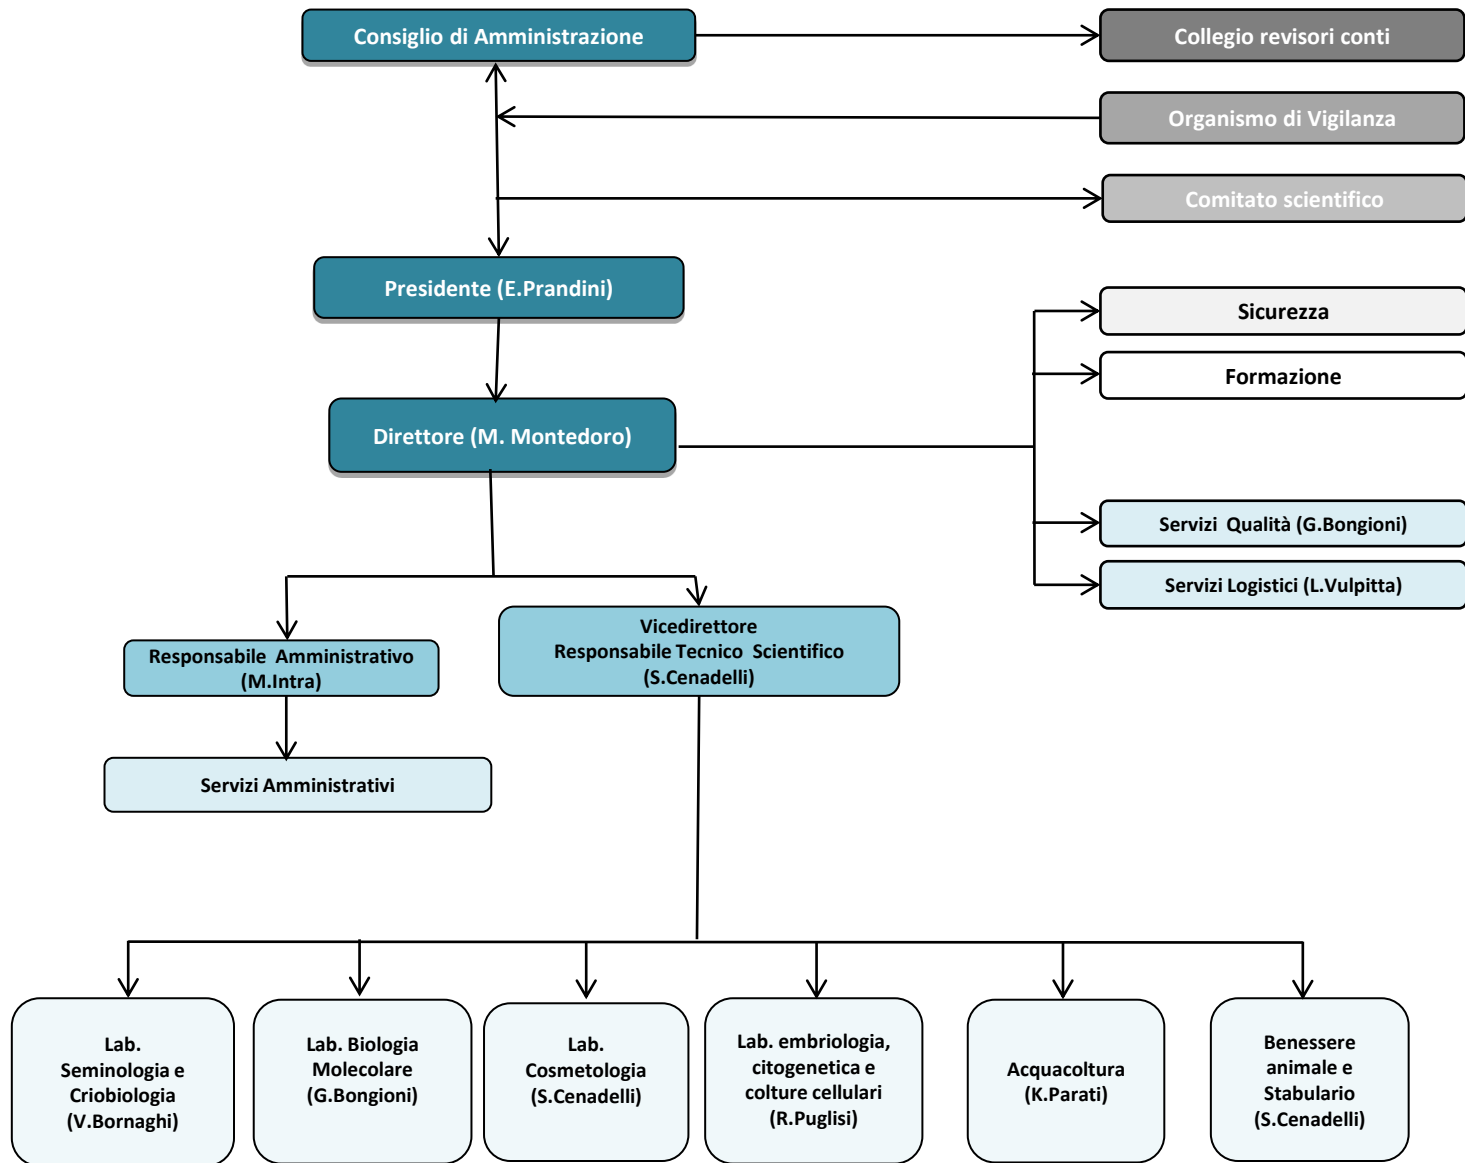 Consiglio di Amministrazione
Collegio revisori conti
Organismo di Vigilanza
Comitato scientifico
Presidente (E.Prandini)
Sicurezza
Formazione
Direttore (M. Montedoro)
Servizi Qualità (G.Bongioni)
Servizi Logistici (L.Vulpitta)
Vicedirettore
Responsabile Tecnico Scientifico
(S.Cenadelli)
Responsabile Amministrativo
(M.Intra)
Servizi Amministrativi
Lab.
Seminologia e
Criobiologia
(V.Bornaghi)
Lab. Biologia
Molecolare
(G.Bongioni)
Lab.
Cosmetologia
(S.Cenadelli)
Lab. embriologia,
citogenetica e
colture cellulari
(R.Puglisi)
Acquacoltura
(K.Parati)
Benessere
animale e
Stabulario
(S.Cenadelli)